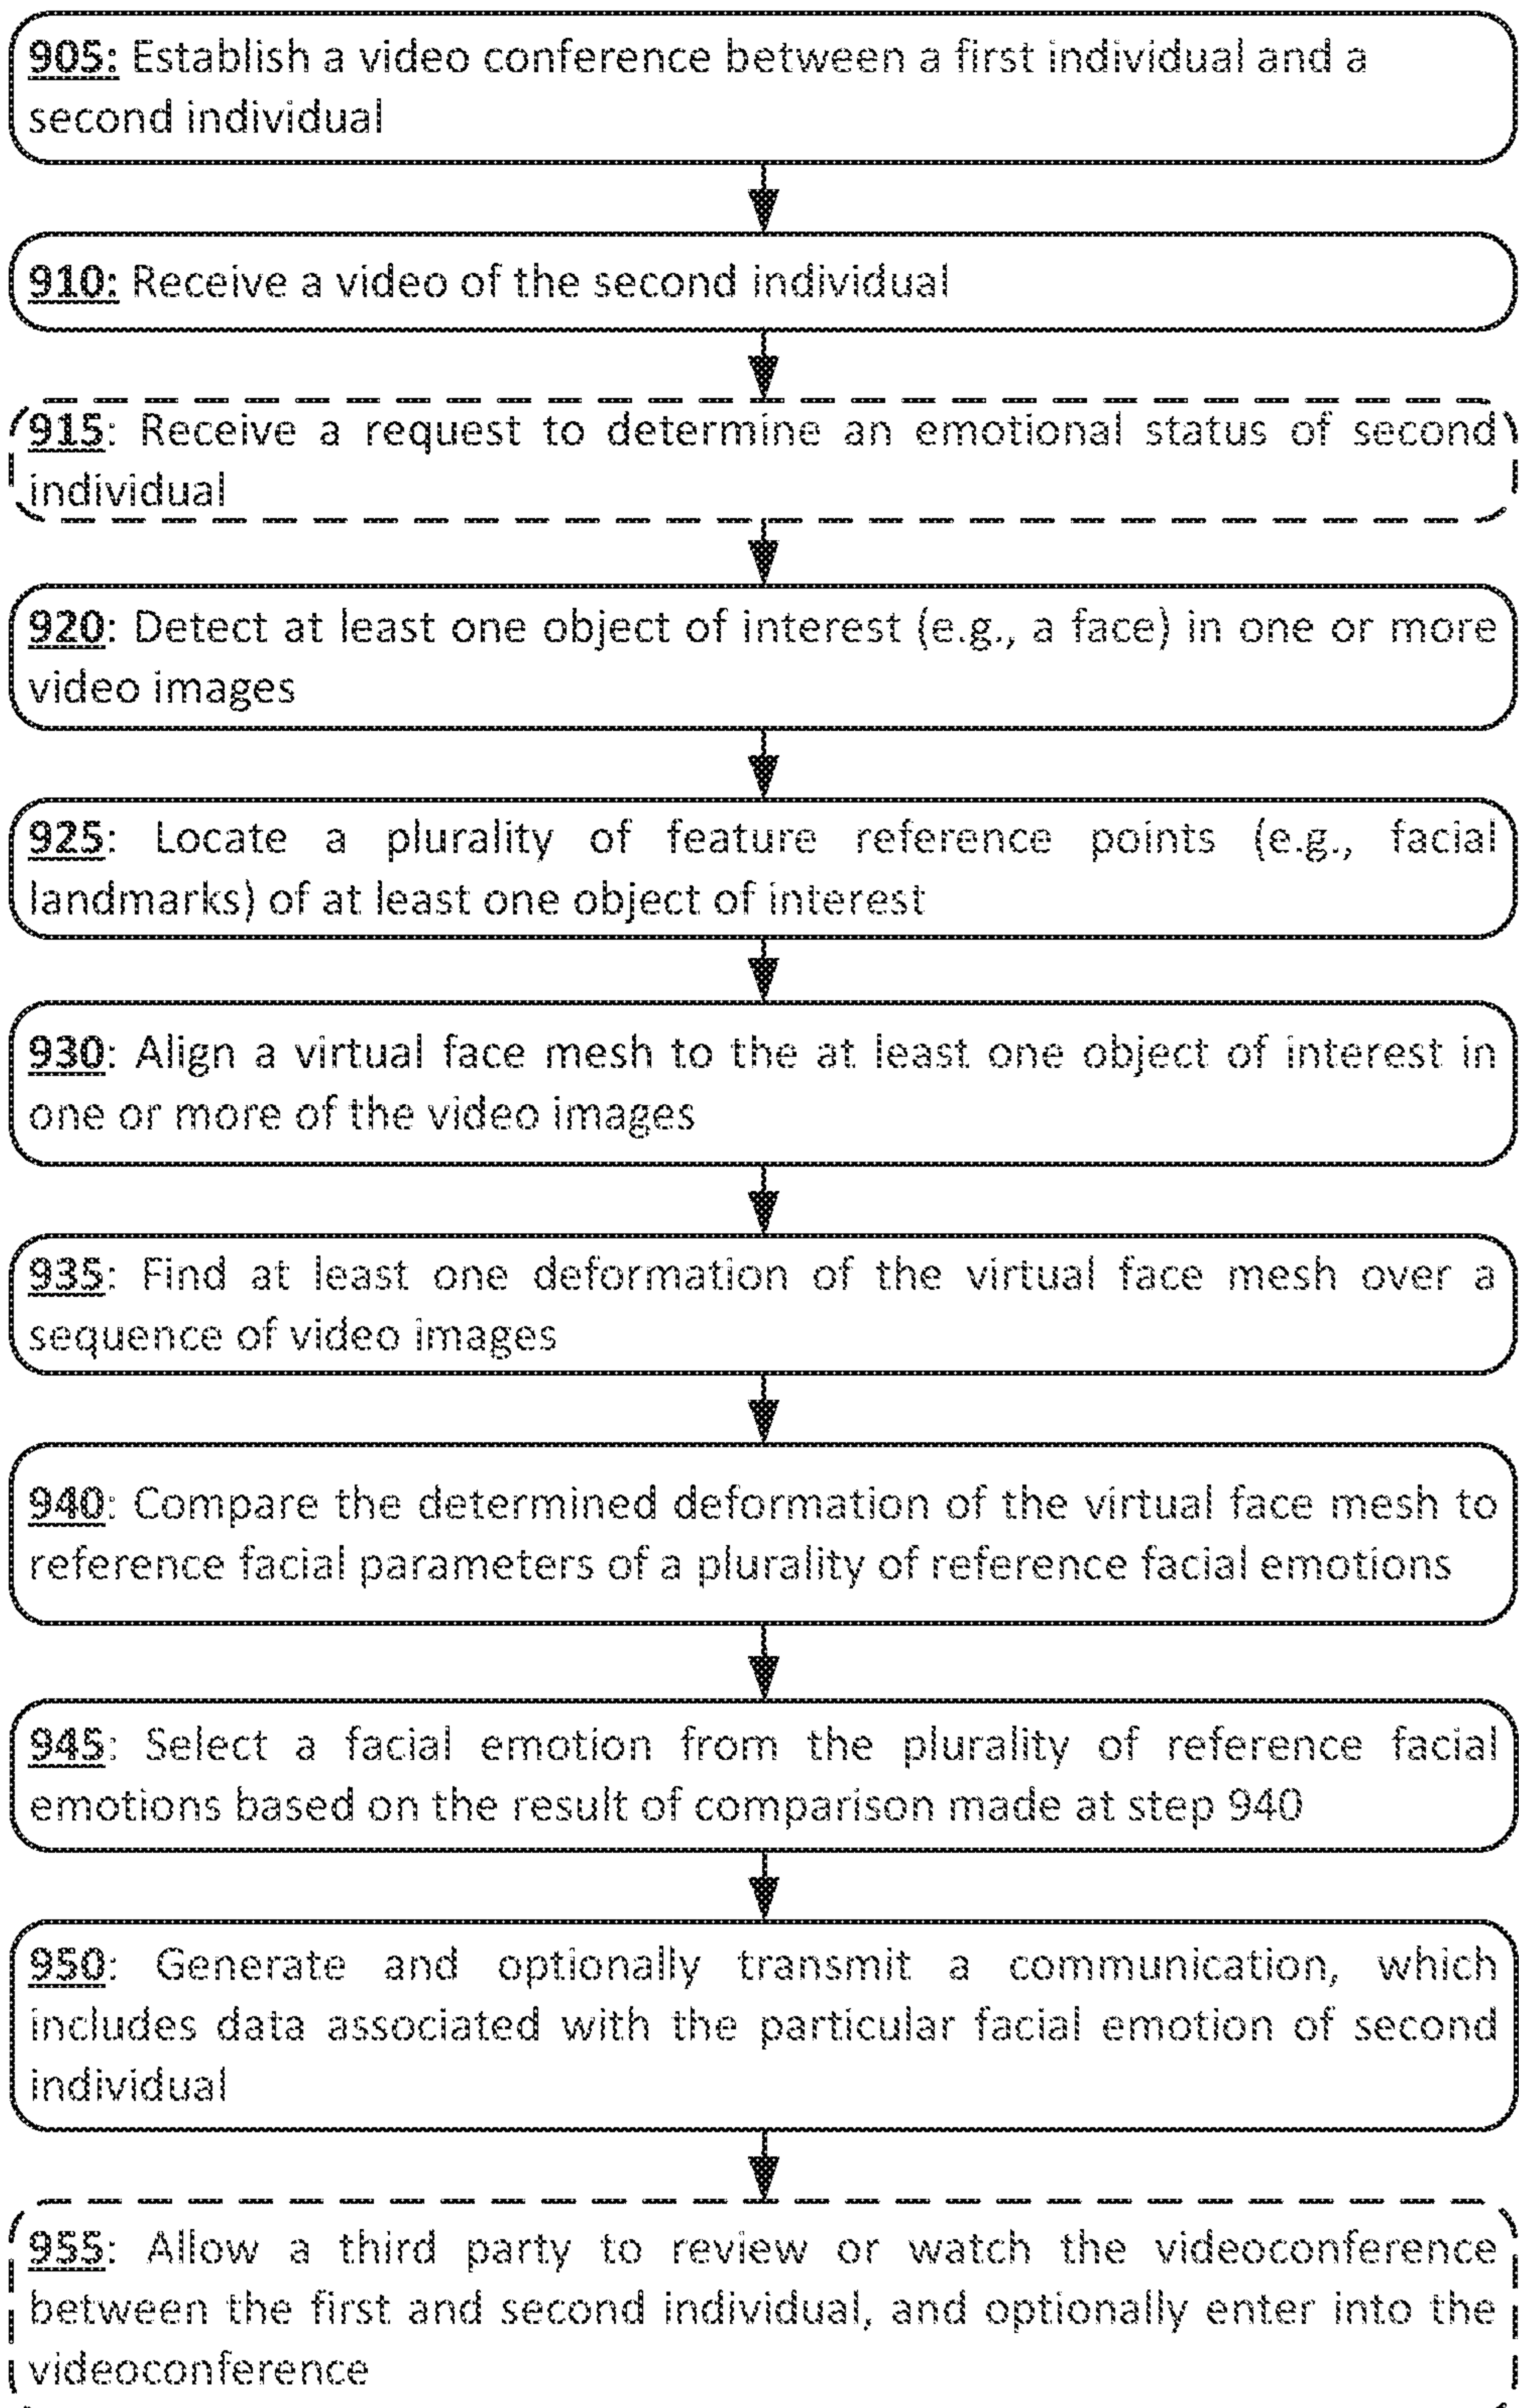 905: Establish a video conference between a first individual and a
second individual
910: Receive a video of the second individual
915: Receive a request to determine an emotional status of second
individual
920: Detect at least one object of interest (e.g., a face) in one or more
video images
925: Locate a plurality of feature reference points (e.g., facial
landmarks) of at least one object of interest
930: Align a virtual face mesh to the at least one object of interest in
one or more of the video images
935: Find at least one deformation of the virtual face mesh over a
sequence of video images
940: Compare the determined deformation of the virtual face mesh to
reference facial parameters of a plurality of reference facial emotions
945: Select a facial emotion from the plurality of reference facial
emotions based on the result of comparison made at step 940
950: Generate and optionally transmit a communication, which
includes data associated with the particular facial emotion of second
individual
955: Allow a third party to review or watch the videoconference
between the first and second individual, and optionally enter into the
videoconference